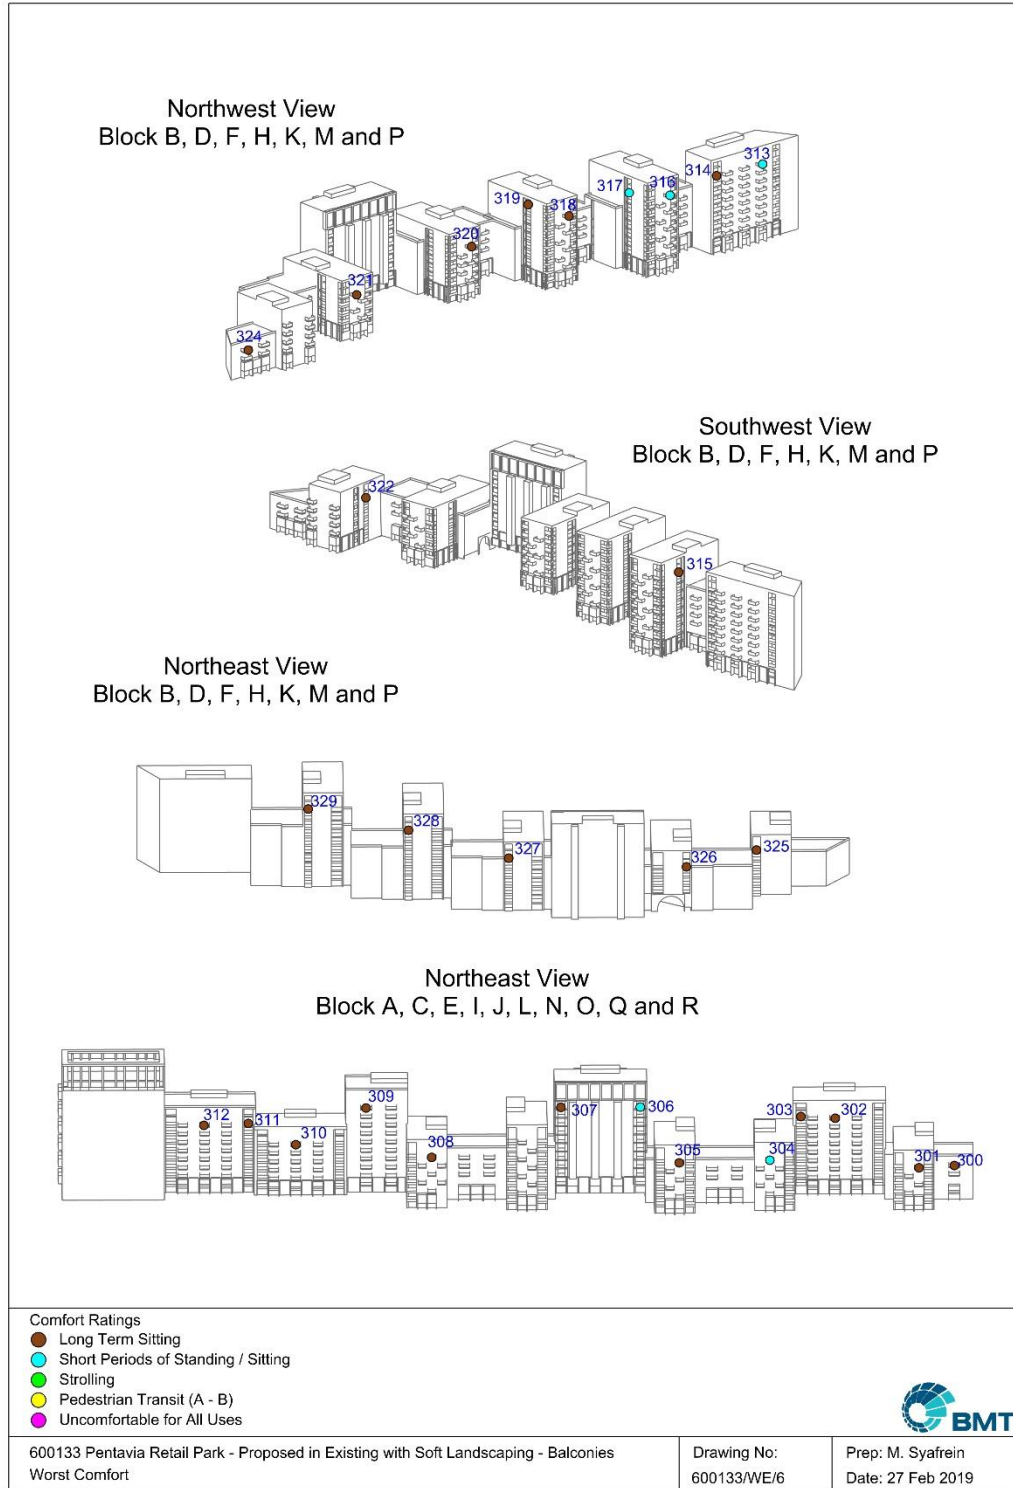 Northwest View
Block B, D, F, H, K, M and P
313
314
317
316
319
318
320
321
324
Southwest View
Block B, D, F, H, K, M and P
322
315
Northeast View
Block B, D, F, H, K, M and P
329
328
327
326
325
Northeast View
Block A, C, E, I, J, L, N, O, Q and R
312
311
310
309
308
307
306
305
304
303
302
301
300
Comfort Ratings
Long Term Sitting
Short Periods of Standing / Sitting
Strolling
Pedestrian Transit (A - B)
Uncomfortable for All Uses
BMT
600133 Pentavia Retail Park - Proposed in Existing with Soft Landscaping - Balconies
Worst Comfort
Drawing No:
600133/WE/6
Prep: M. Syafrein
Date: 27 Feb 2019